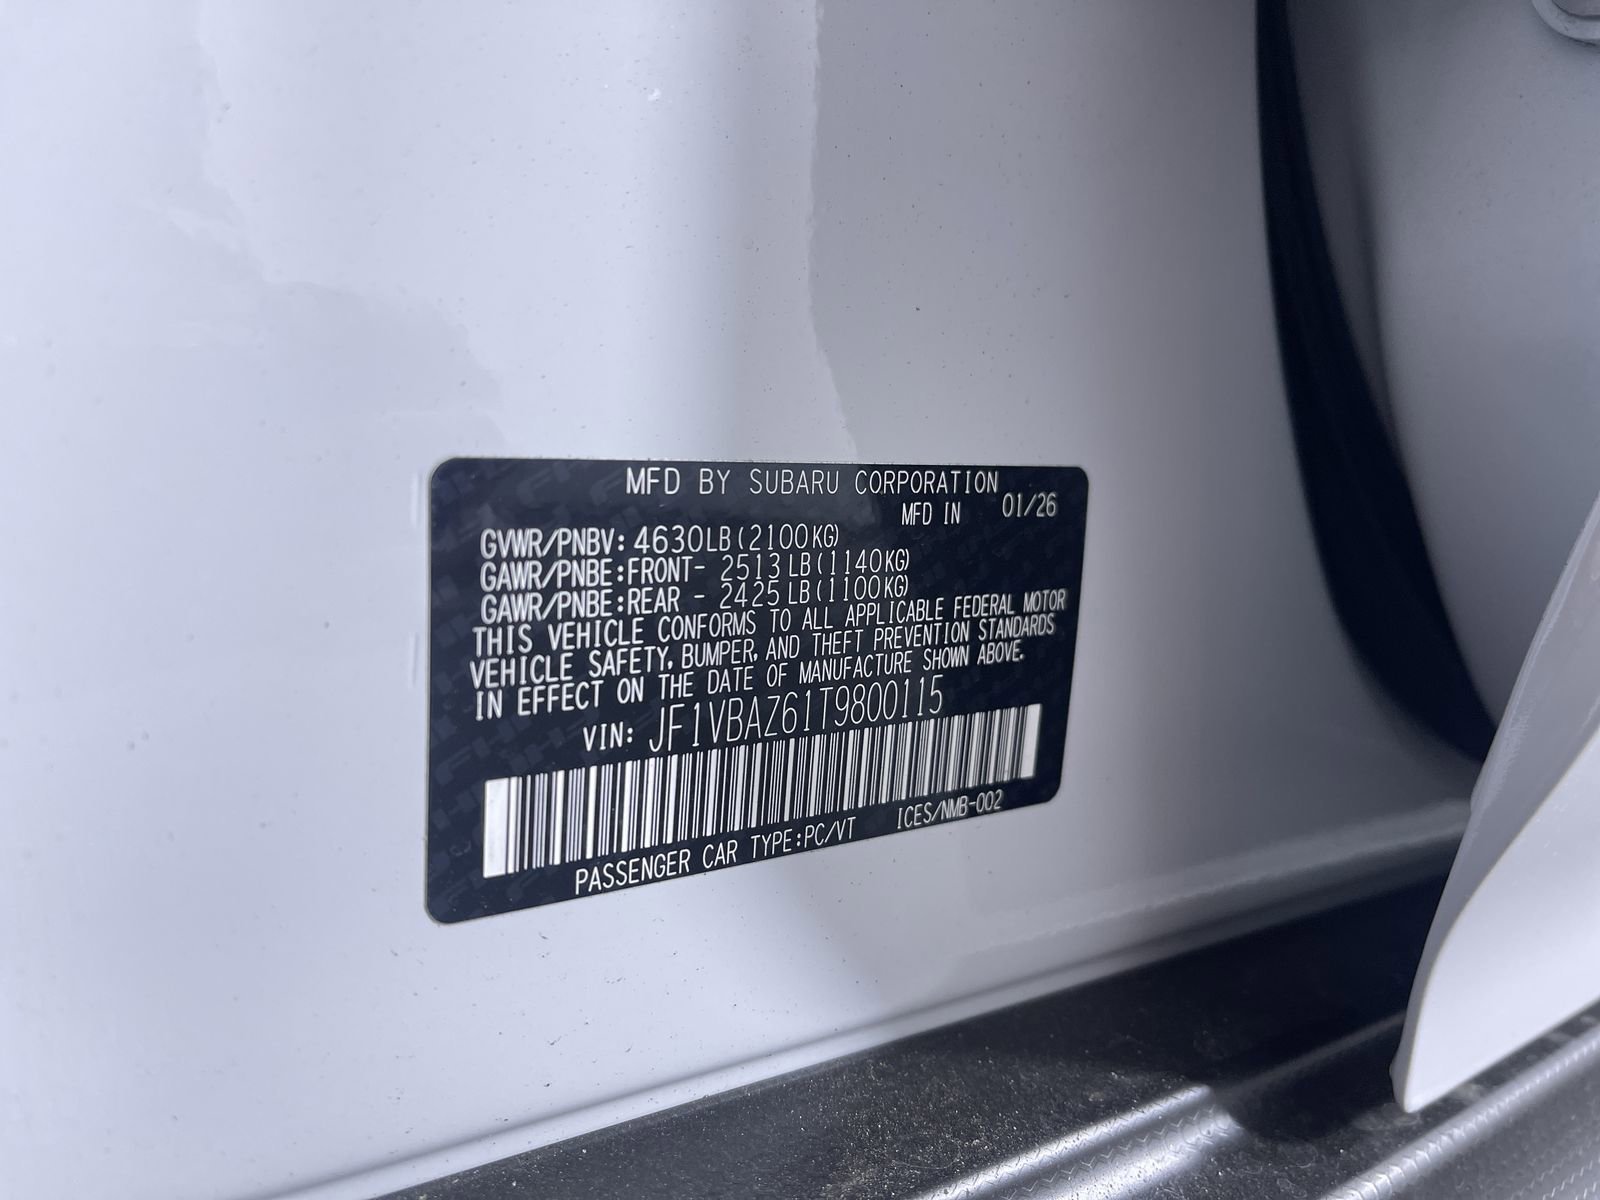 MFD BY SUBARU CORPORATION
MFD IN 01/26
GVWR/PNBV: 4630LB (2100KG)
GAWR/PNBE:FRONT- 2513 LB (1140KG)
GAWR/PNBE:REAR - 2425 LB (1100KG)
THIS VEHICLE CONFORMS TO ALL APPLICABLE FEDERAL MOTOR
VEHICLE SAFETY, BUMPER, AND THEFT PREVENTION STANDARDS
IN EFFECT ON THE DATE OF MANUFACTURE SHOWN ABOVE.
VIN: JF1VBAZ61T9800115
PASSENGER CAR TYPE:PC/VT ICES/NMB-002